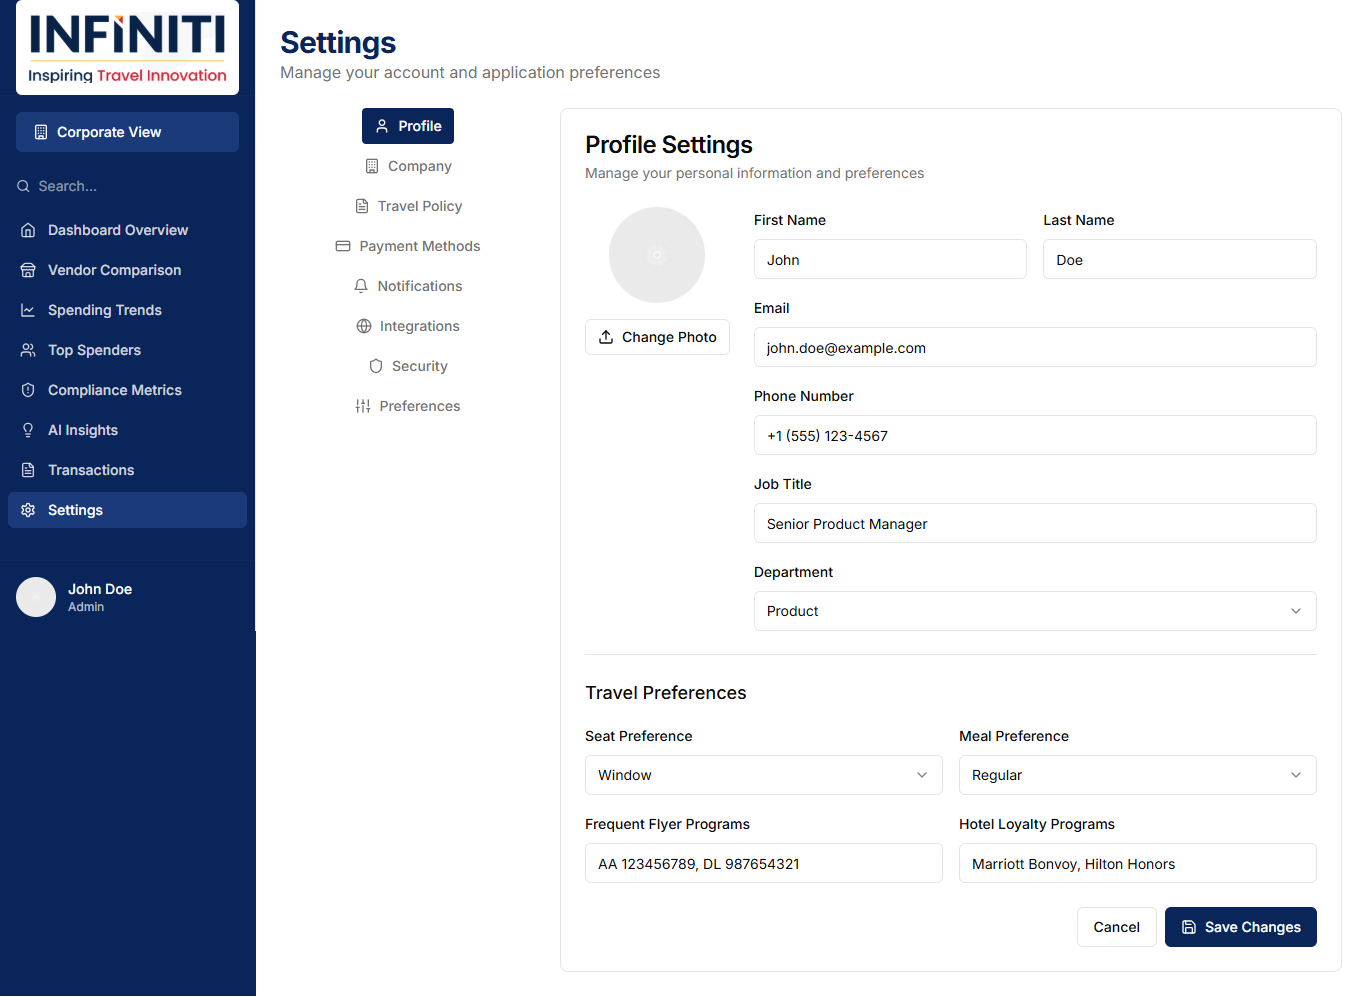 INFINITI
Inspiring Travel Innovation
Corporate View
Search...
Dashboard Overview
Vendor Comparison
Spending Trends
Top Spenders
Compliance Metrics
AI Insights
Transactions
Settings
John Doe
Admin
Settings
Manage your account and application preferences
Profile
Company
Travel Policy
Payment Methods
Notifications
Integrations
Security
Preferences
Profile Settings
Manage your personal information and preferences
Change Photo
First Name
Last Name
John
Doe
Email
john.doe@example.com
Phone Number
+1 (555) 123-4567
Job Title
Senior Product Manager
Department
Product
Travel Preferences
Seat Preference
Meal Preference
Window
Regular
Frequent Flyer Programs
Hotel Loyalty Programs
AA 123456789, DL 987654321
Marriott Bonvoy, Hilton Honors
Cancel
Save Changes